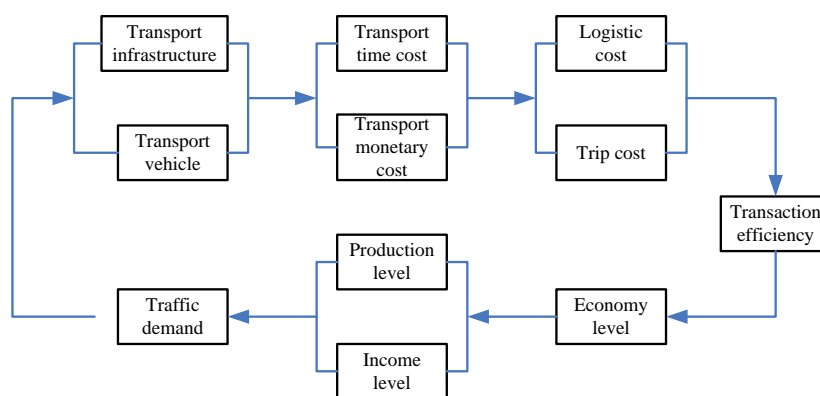 Transport
infrastructure
Transport
time cost
Logistic
cost
Transport
vehicle
Transport
monetary
cost
Trip cost
Transaction
efficiency
Production
level
Traffic
demand
Economy
level
Income
level